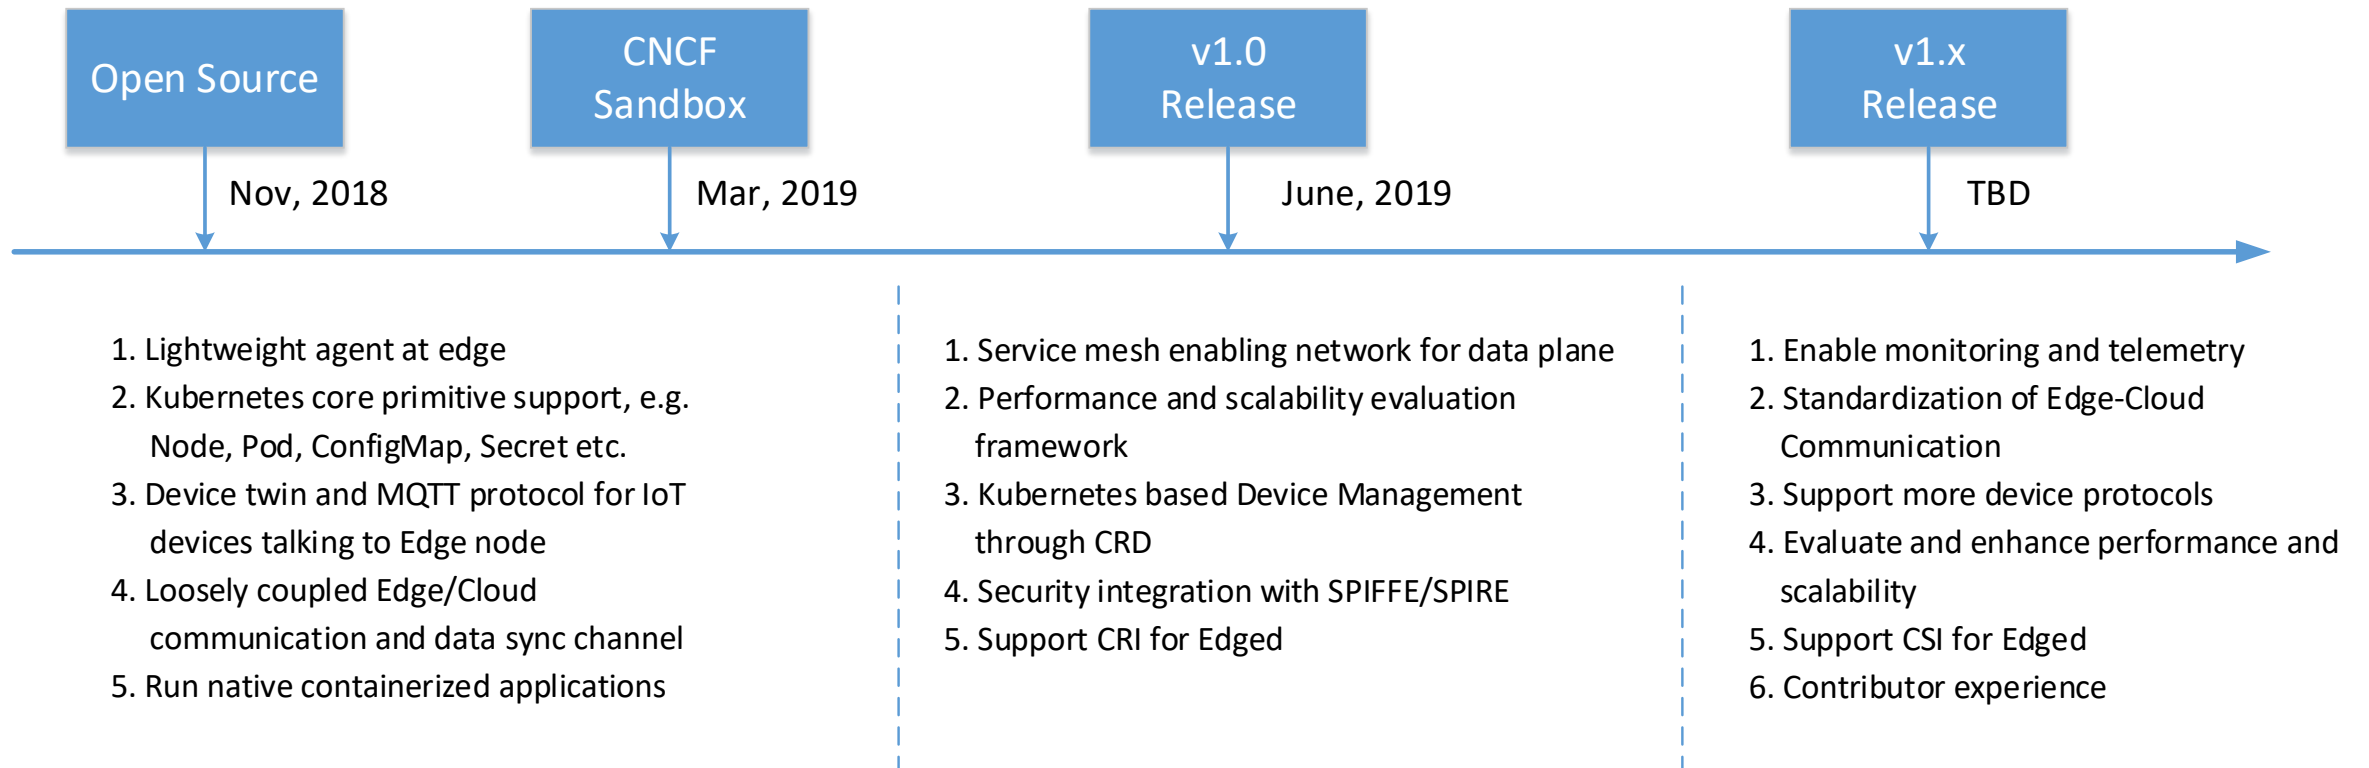 Open Source
CNCF
Sandbox
v1.0
Release
v1.x
Release
Nov, 2018
Mar, 2019
June, 2019
TBD
1. Lightweight agent at edge
2. Kubernetes core primitive support, e.g.
Node, Pod, ConfigMap, Secret etc.
3. Device twin and MQTT protocol for IoT
devices talking to Edge node
4. Loosely coupled Edge/Cloud
communication and data sync channel
5. Run native containerized applications
1. Service mesh enabling network for data plane
2. Performance and scalability evaluation
framework
3. Kubernetes based Device Management
through CRD
4. Security integration with SPIFFE/SPIRE
5. Support CRI for Edged
1. Enable monitoring and telemetry
2. Standardization of Edge-Cloud
Communication
3. Support more device protocols
4. Evaluate and enhance performance and
scalability
5. Support CSI for Edged
6. Contributor experience